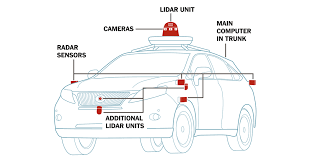 LIDAR UNIT
CAMERAS
MAIN
COMPUTER
IN TRUNK
RADAR
SENSORS
ADDITIONAL
LIDAR UNITS